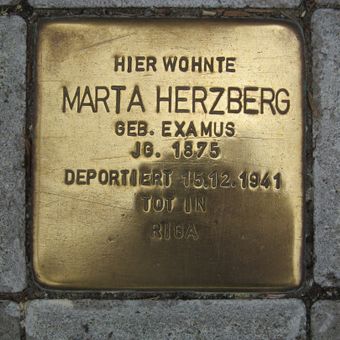 HIER WOHNTE
MARTA HERZBERG
GEB. EXAMUS
JG. 1875
DEPORTIERT 15.12.1941
TOT IN
RIGA